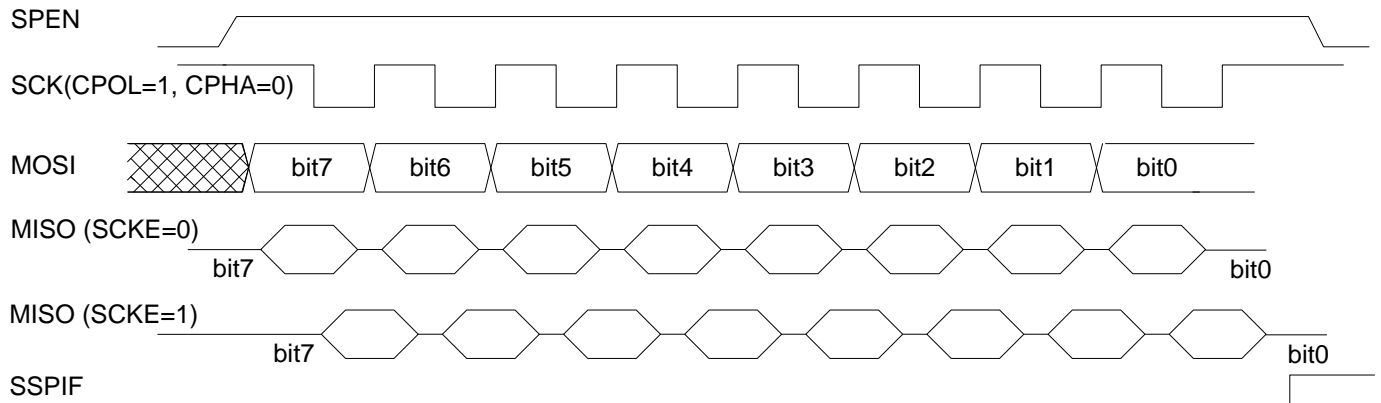 SPEN
SCK(CPOL=1, CPHA=0)
MOSI bit7 bit6 bit5 bit4 bit3 bit2 bit1 bit0
MISO (SCKE=0)
bit7 bit0
MISO (SCKE=1)
bit7 bit0
SSPIF